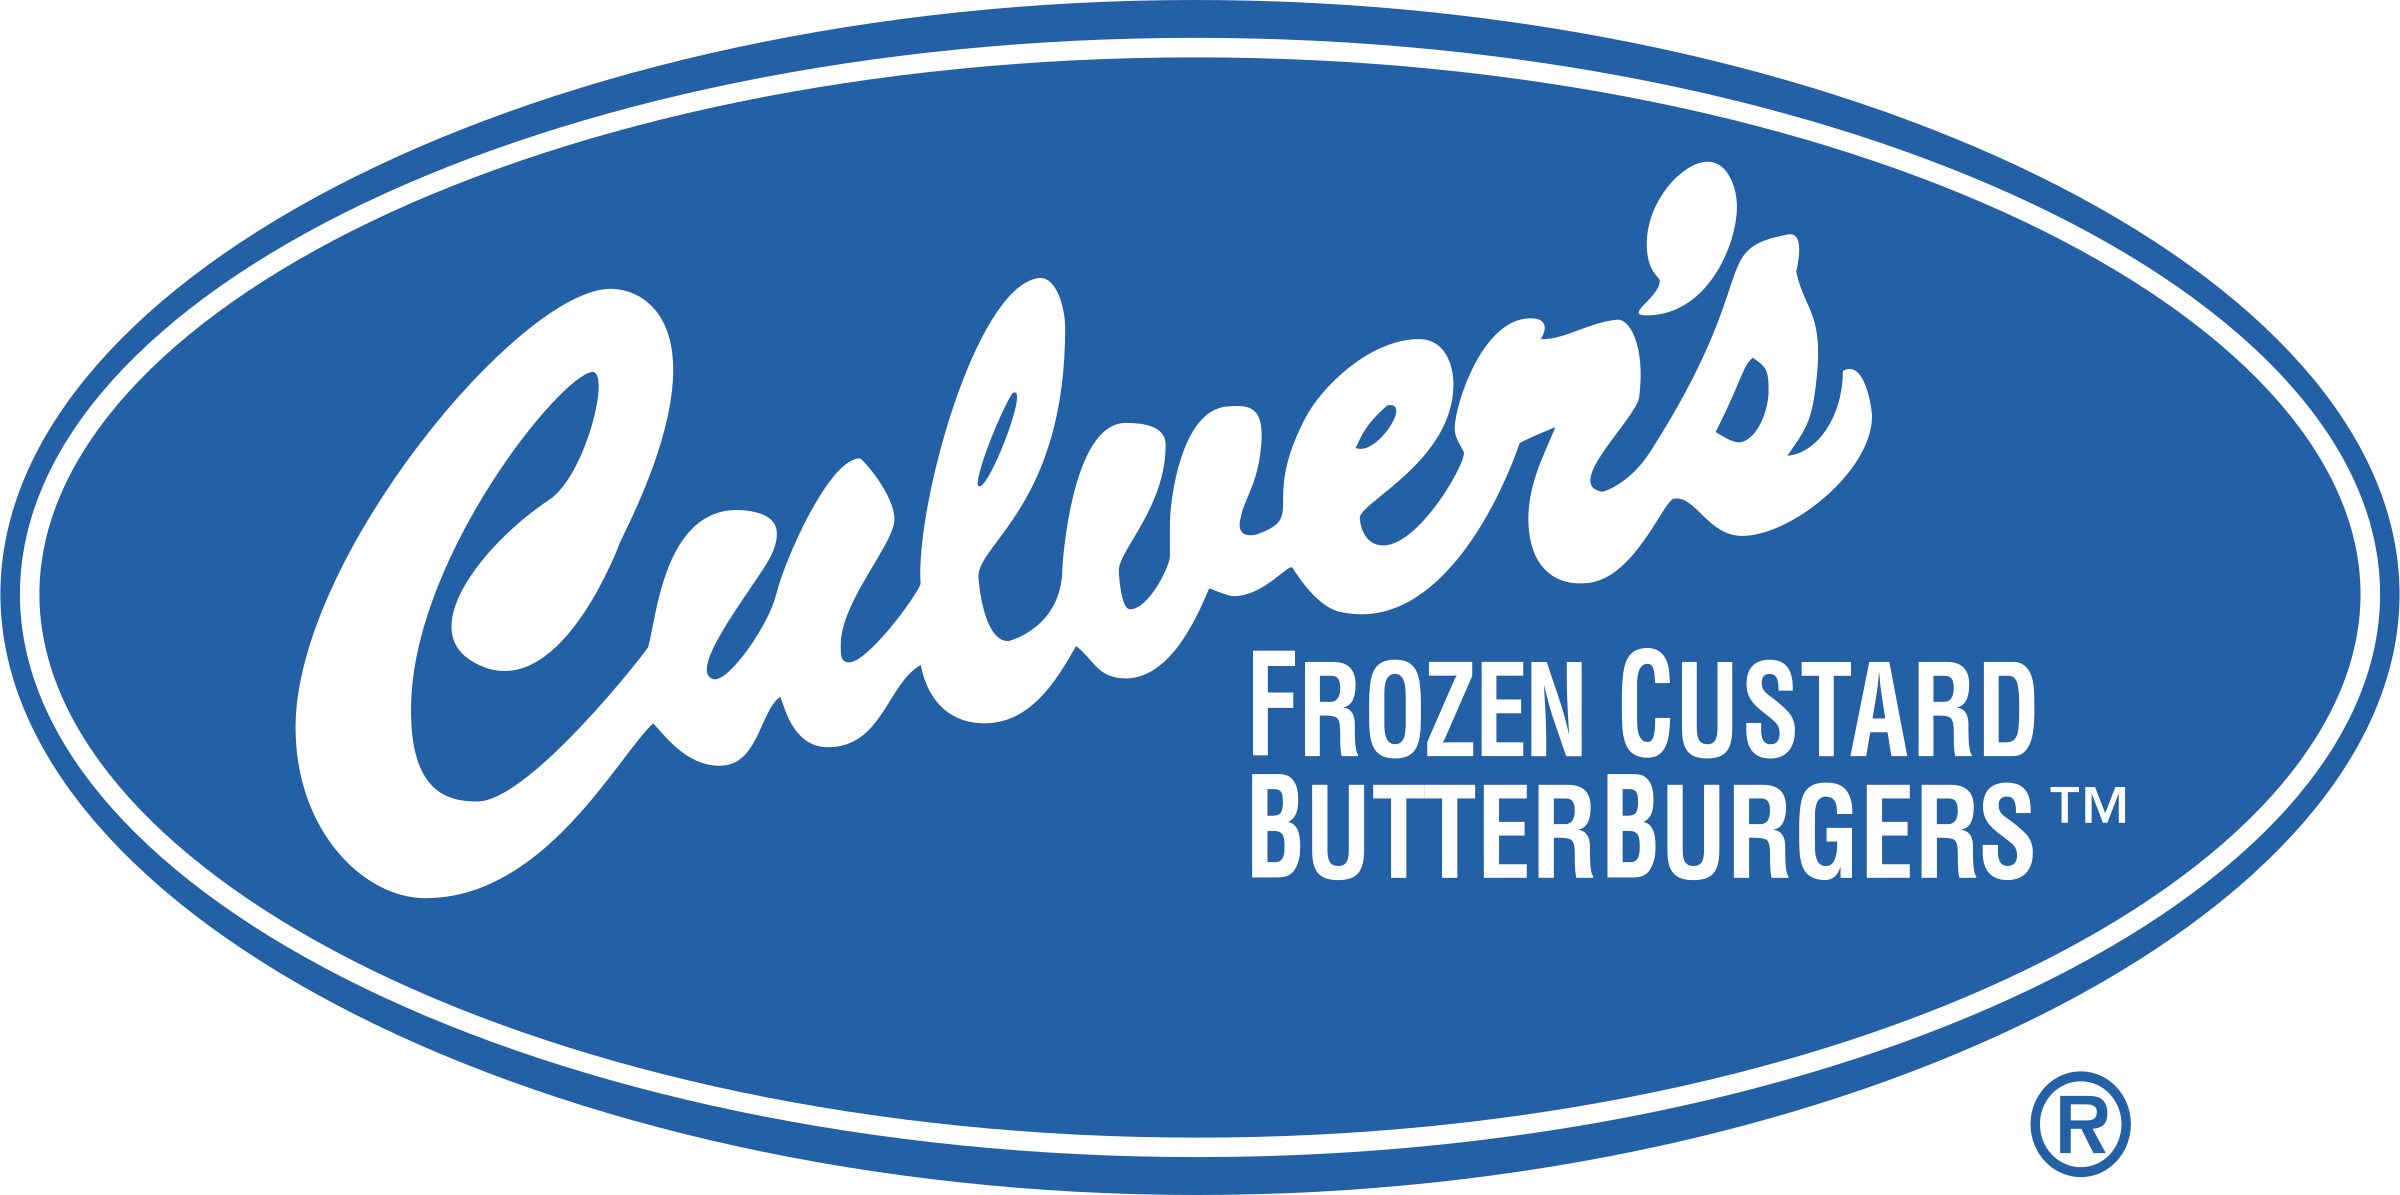 Culver's
FROZEN CUSTARD
BUTTERBURGERS™
®